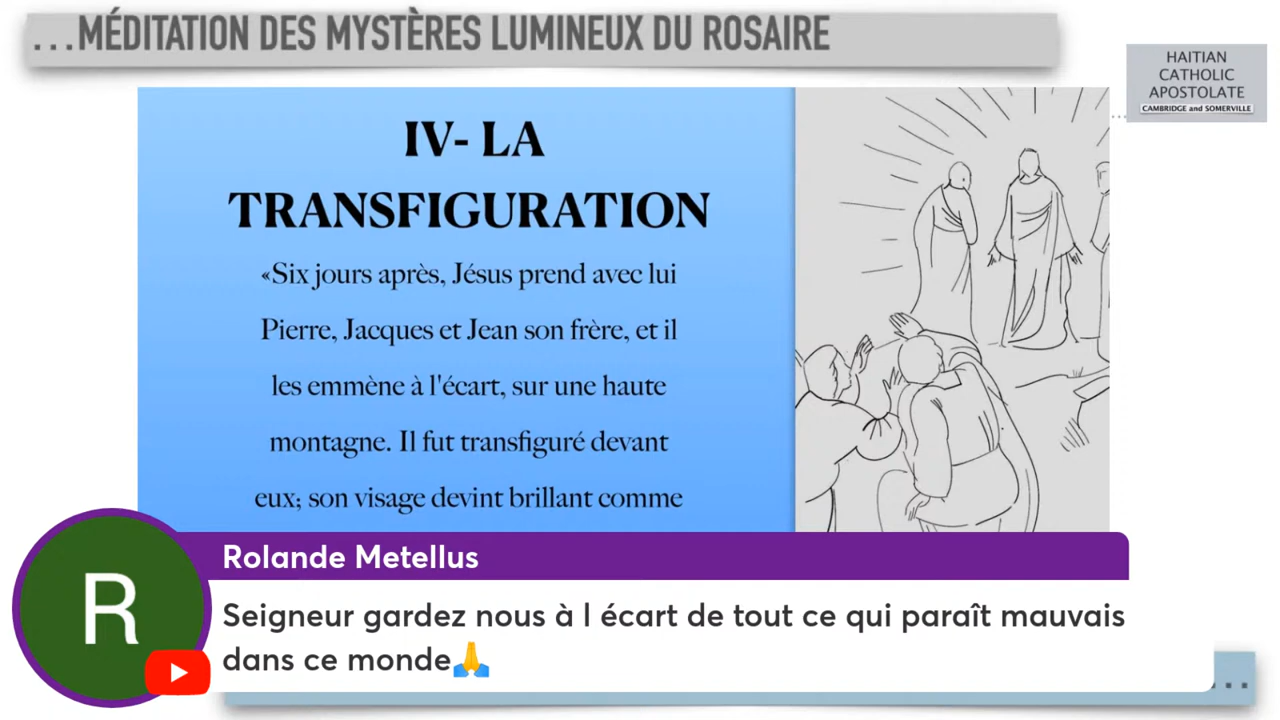 ...MÉDITATION DES MYSTÈRES LUMINEUX DU ROSAIRE
HAITIAN
CATHOLIC
APOSTOLATE
CAMBRIDGE and SOMERVILLE
IV- LA
TRANSFIGURATION
«Six jours après, Jésus prend avec lui
Pierre, Jacques et Jean son frère, et il
les emmène à l'écart, sur une haute
montagne. Il fut transfiguré devant
eux; son visage devint brillant comme
R
Rolande Metellus
Seigneur gardez nous à l écart de tout ce qui paraît mauvais
dans ce monde🙏